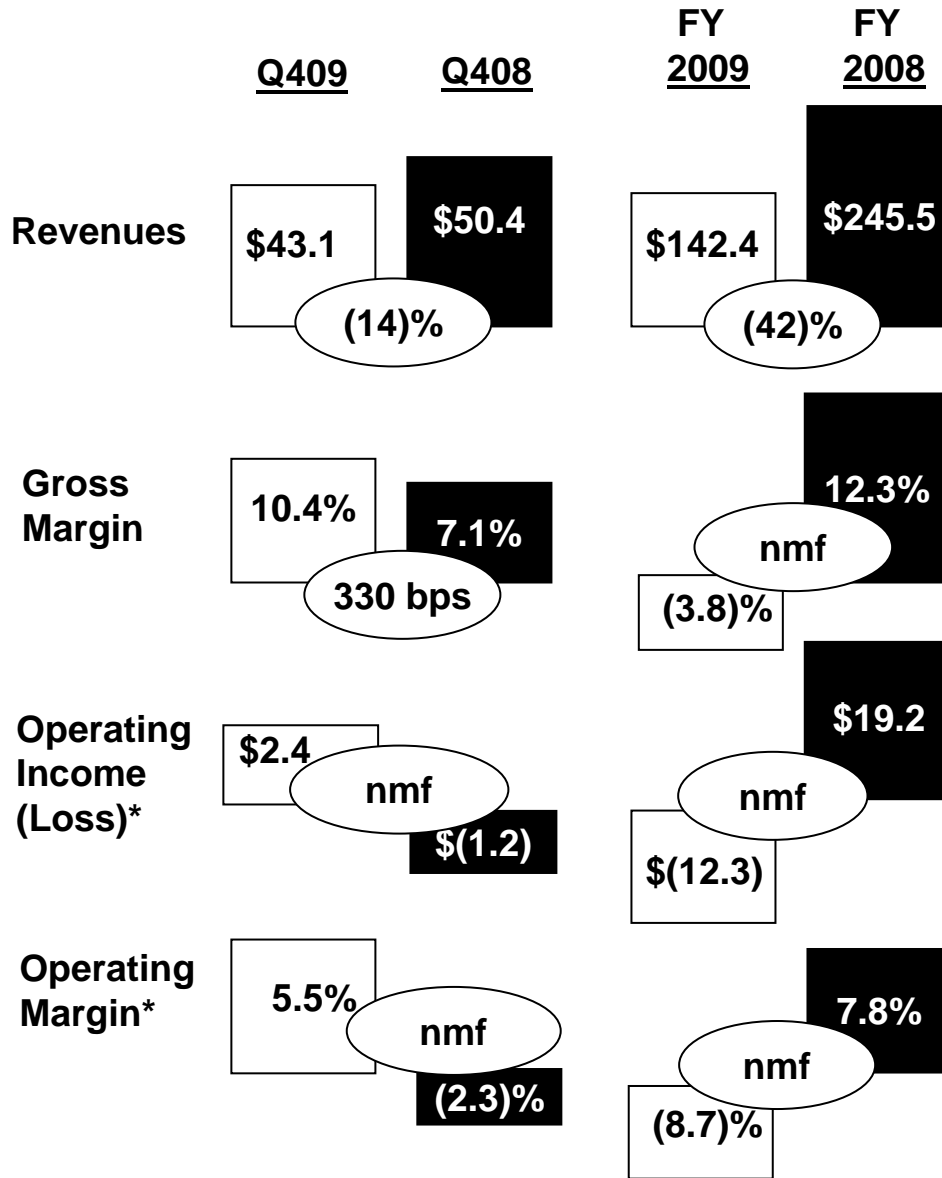 FY FY
Q409 Q408 2009 2008
Revenues $43.1 $50.4 $142.4 $245.5
(14)% (42)%
Gross
Margin
10.4% 7.1% (3.8)% 12.3%
330 bps nmf
Operating
Income
(Loss)*
$2.4 $(1.2) $(12.3) $19.2
nmf nmf
Operating
Margin*
5.5% (2.3)% (8.7)% 7.8%
nmf nmf